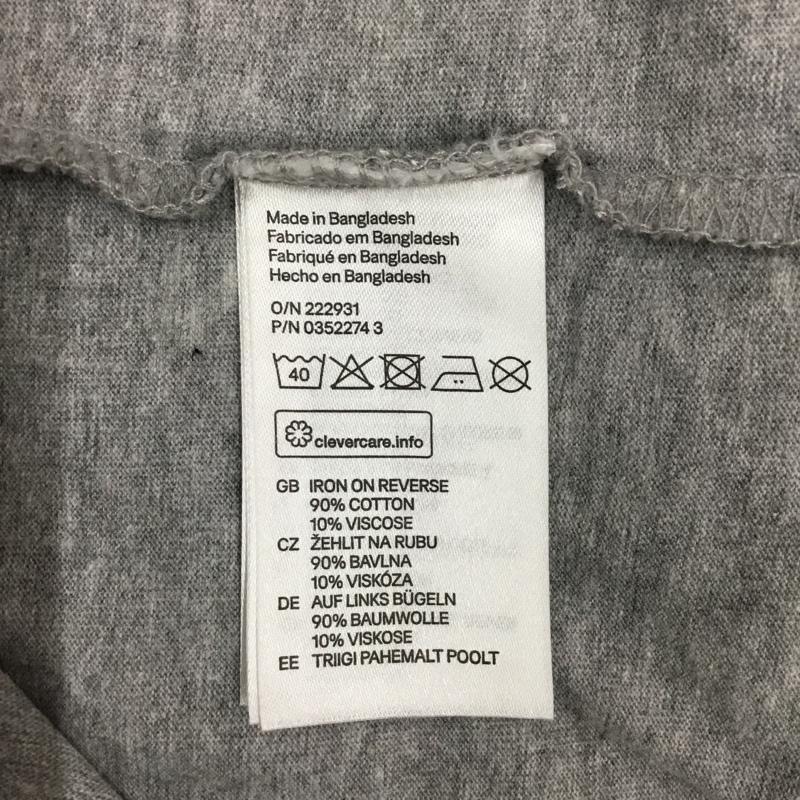 Made in Bangladesh
Fabricado em Bangladesh
Fabriqué en Bangladesh
Hecho en Bangladesh
O/N 222931
P/N 0352274 3
40
clevercare.info
GB IRON ON REVERSE
90% COTTON
10% VISCOSE
CZ ŽEHLIT NA RUBU
90% BAVLNA
10% VISKÓZA
DE AUF LINKS BÜGELN
90% BAUMWOLLE
10% VISKOSE
EE TRIIGI PAHEMALT POOLT